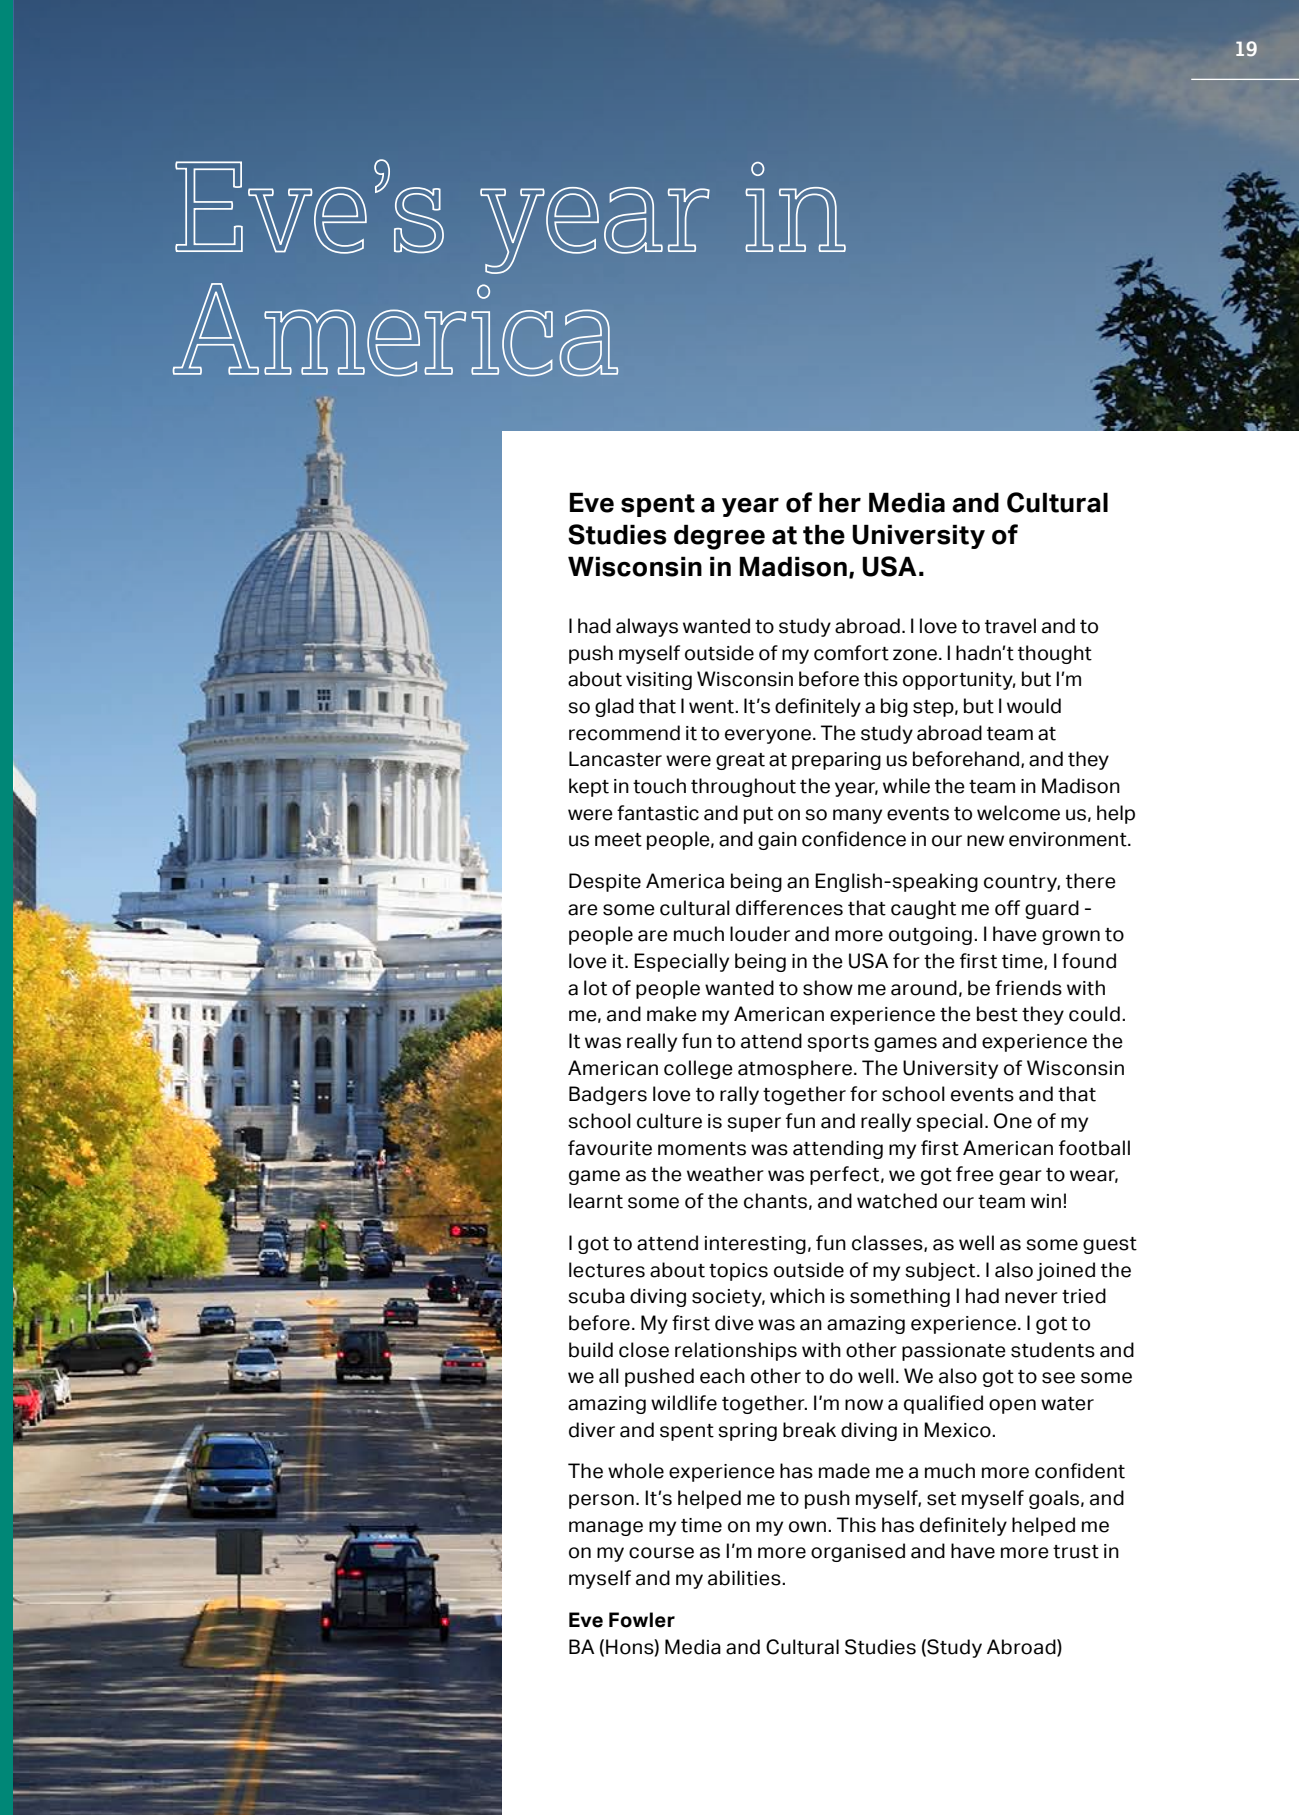 19
Eve’s year in
America
Eve spent a year of her Media and Cultural
Studies degree at the University of
Wisconsin in Madison, USA.
I had always wanted to study abroad. I love to travel and to
push myself outside of my comfort zone. I hadn’t thought
about visiting Wisconsin before this opportunity, but I’m
so glad that I went. It’s definitely a big step, but I would
recommend it to everyone. The study abroad team at
Lancaster were great at preparing us beforehand, and they
kept in touch throughout the year, while the team in Madison
were fantastic and put on so many events to welcome us, help
us meet people, and gain confidence in our new environment.
Despite America being an English-speaking country, there
are some cultural differences that caught me off guard -
people are much louder and more outgoing. I have grown to
love it. Especially being in the USA for the first time, I found
a lot of people wanted to show me around, be friends with
me, and make my American experience the best they could.
It was really fun to attend sports games and experience the
American college atmosphere. The University of Wisconsin
Badgers love to rally together for school events and that
school culture is super fun and really special. One of my
favourite moments was attending my first American football
game as the weather was perfect, we got free gear to wear,
learnt some of the chants, and watched our team win!
I got to attend interesting, fun classes, as well as some guest
lectures about topics outside of my subject. I also joined the
scuba diving society, which is something I had never tried
before. My first dive was an amazing experience. I got to
build close relationships with other passionate students and
we all pushed each other to do well. We also got to see some
amazing wildlife together. I’m now a qualified open water
diver and spent spring break diving in Mexico.
The whole experience has made me a much more confident
person. It’s helped me to push myself, set myself goals, and
manage my time on my own. This has definitely helped me
on my course as I’m more organised and have more trust in
myself and my abilities.
Eve Fowler
BA (Hons) Media and Cultural Studies (Study Abroad)